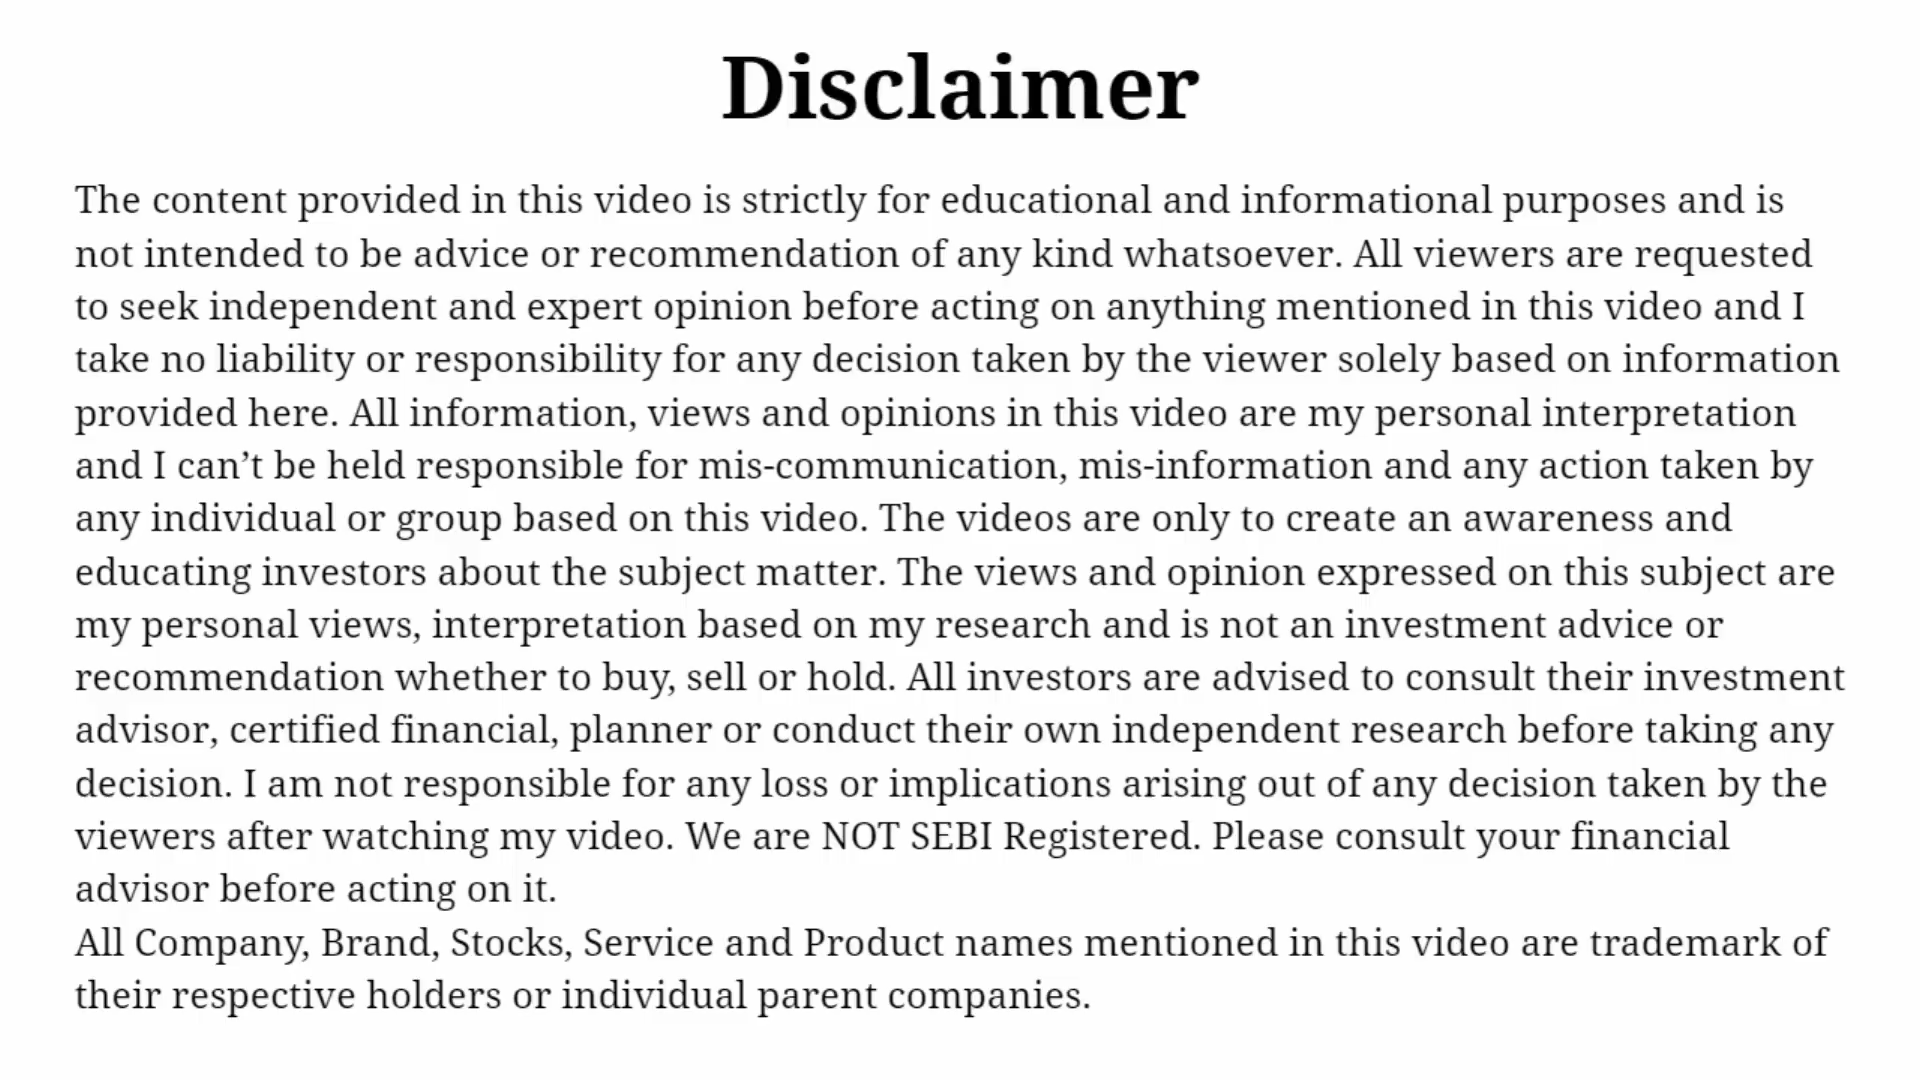 Disclaimer
The content provided in this video is strictly for educational and informational purposes and is
not intended to be advice or recommendation of any kind whatsoever. All viewers are requested
to seek independent and expert opinion before acting on anything mentioned in this video and I
take no liability or responsibility for any decision taken by the viewer solely based on information
provided here. All information, views and opinions in this video are my personal interpretation
and I can’t be held responsible for mis-communication, mis-information and any action taken by
any individual or group based on this video. The videos are only to create an awareness and
educating investors about the subject matter. The views and opinion expressed on this subject are
my personal views, interpretation based on my research and is not an investment advice or
recommendation whether to buy, sell or hold. All investors are advised to consult their investment
advisor, certified financial, planner or conduct their own independent research before taking any
decision. I am not responsible for any loss or implications arising out of any decision taken by the
viewers after watching my video. We are NOT SEBI Registered. Please consult your financial
advisor before acting on it.
All Company, Brand, Stocks, Service and Product names mentioned in this video are trademark of
their respective holders or individual parent companies.